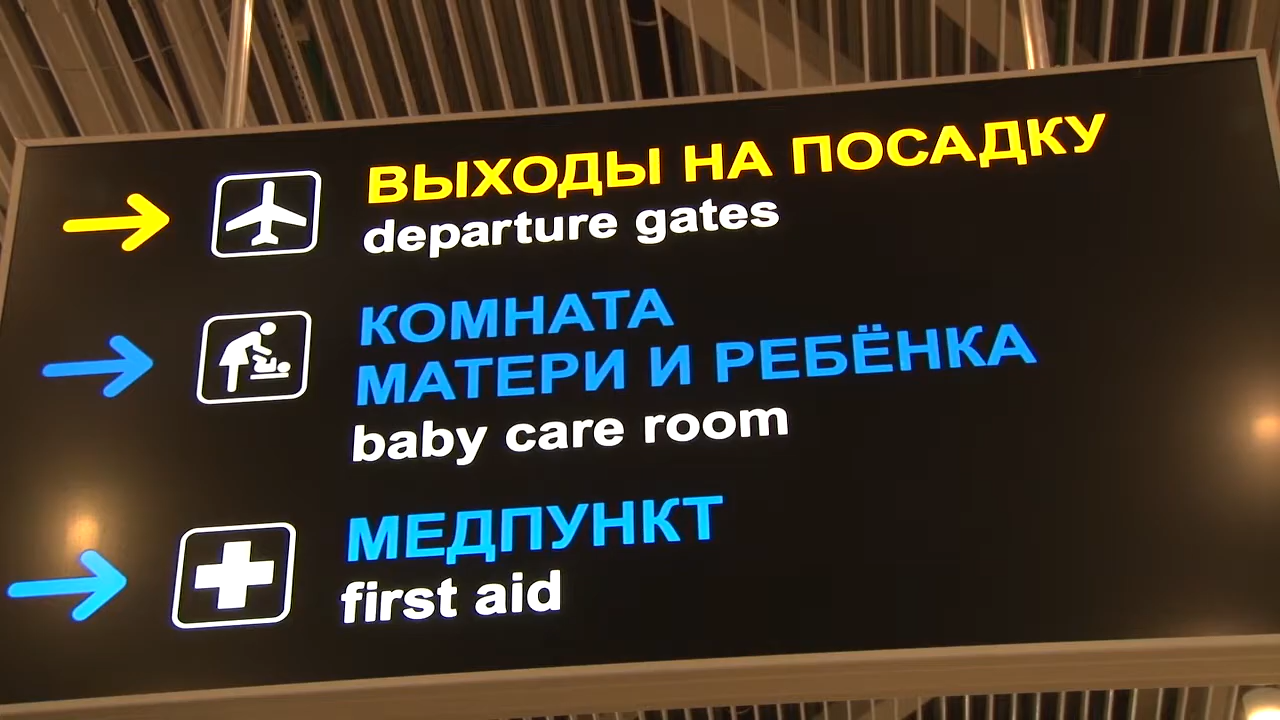 ВЫХОДЫ НА ПОСАДКУ
departure gates
КОМНАТА
МАТЕРИ И РЕБЁНКА
baby care room
МЕДПУНКТ
first aid